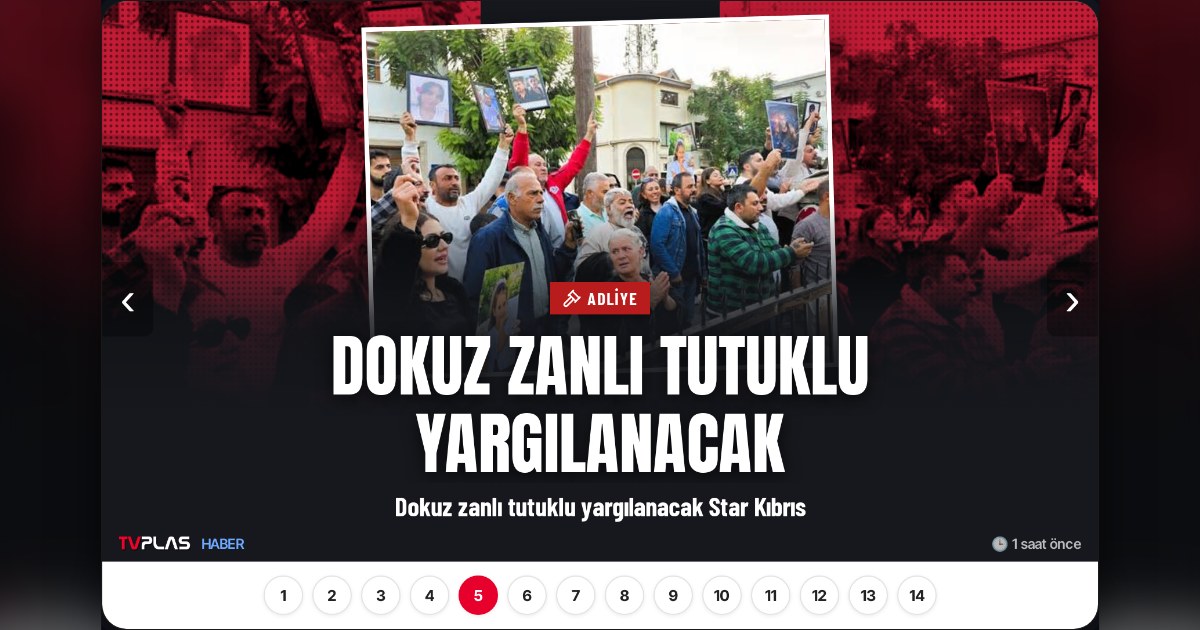 ADLİYE
DOKUZ ZANLI TUTUKLU
YARGILANACAK
Dokuz zanlı tutuklu yargılanacak Star Kıbrıs
TVPLAS HABER
1 saat önce
1 2 3 4 5 6 7 8 9 10 11 12 13 14